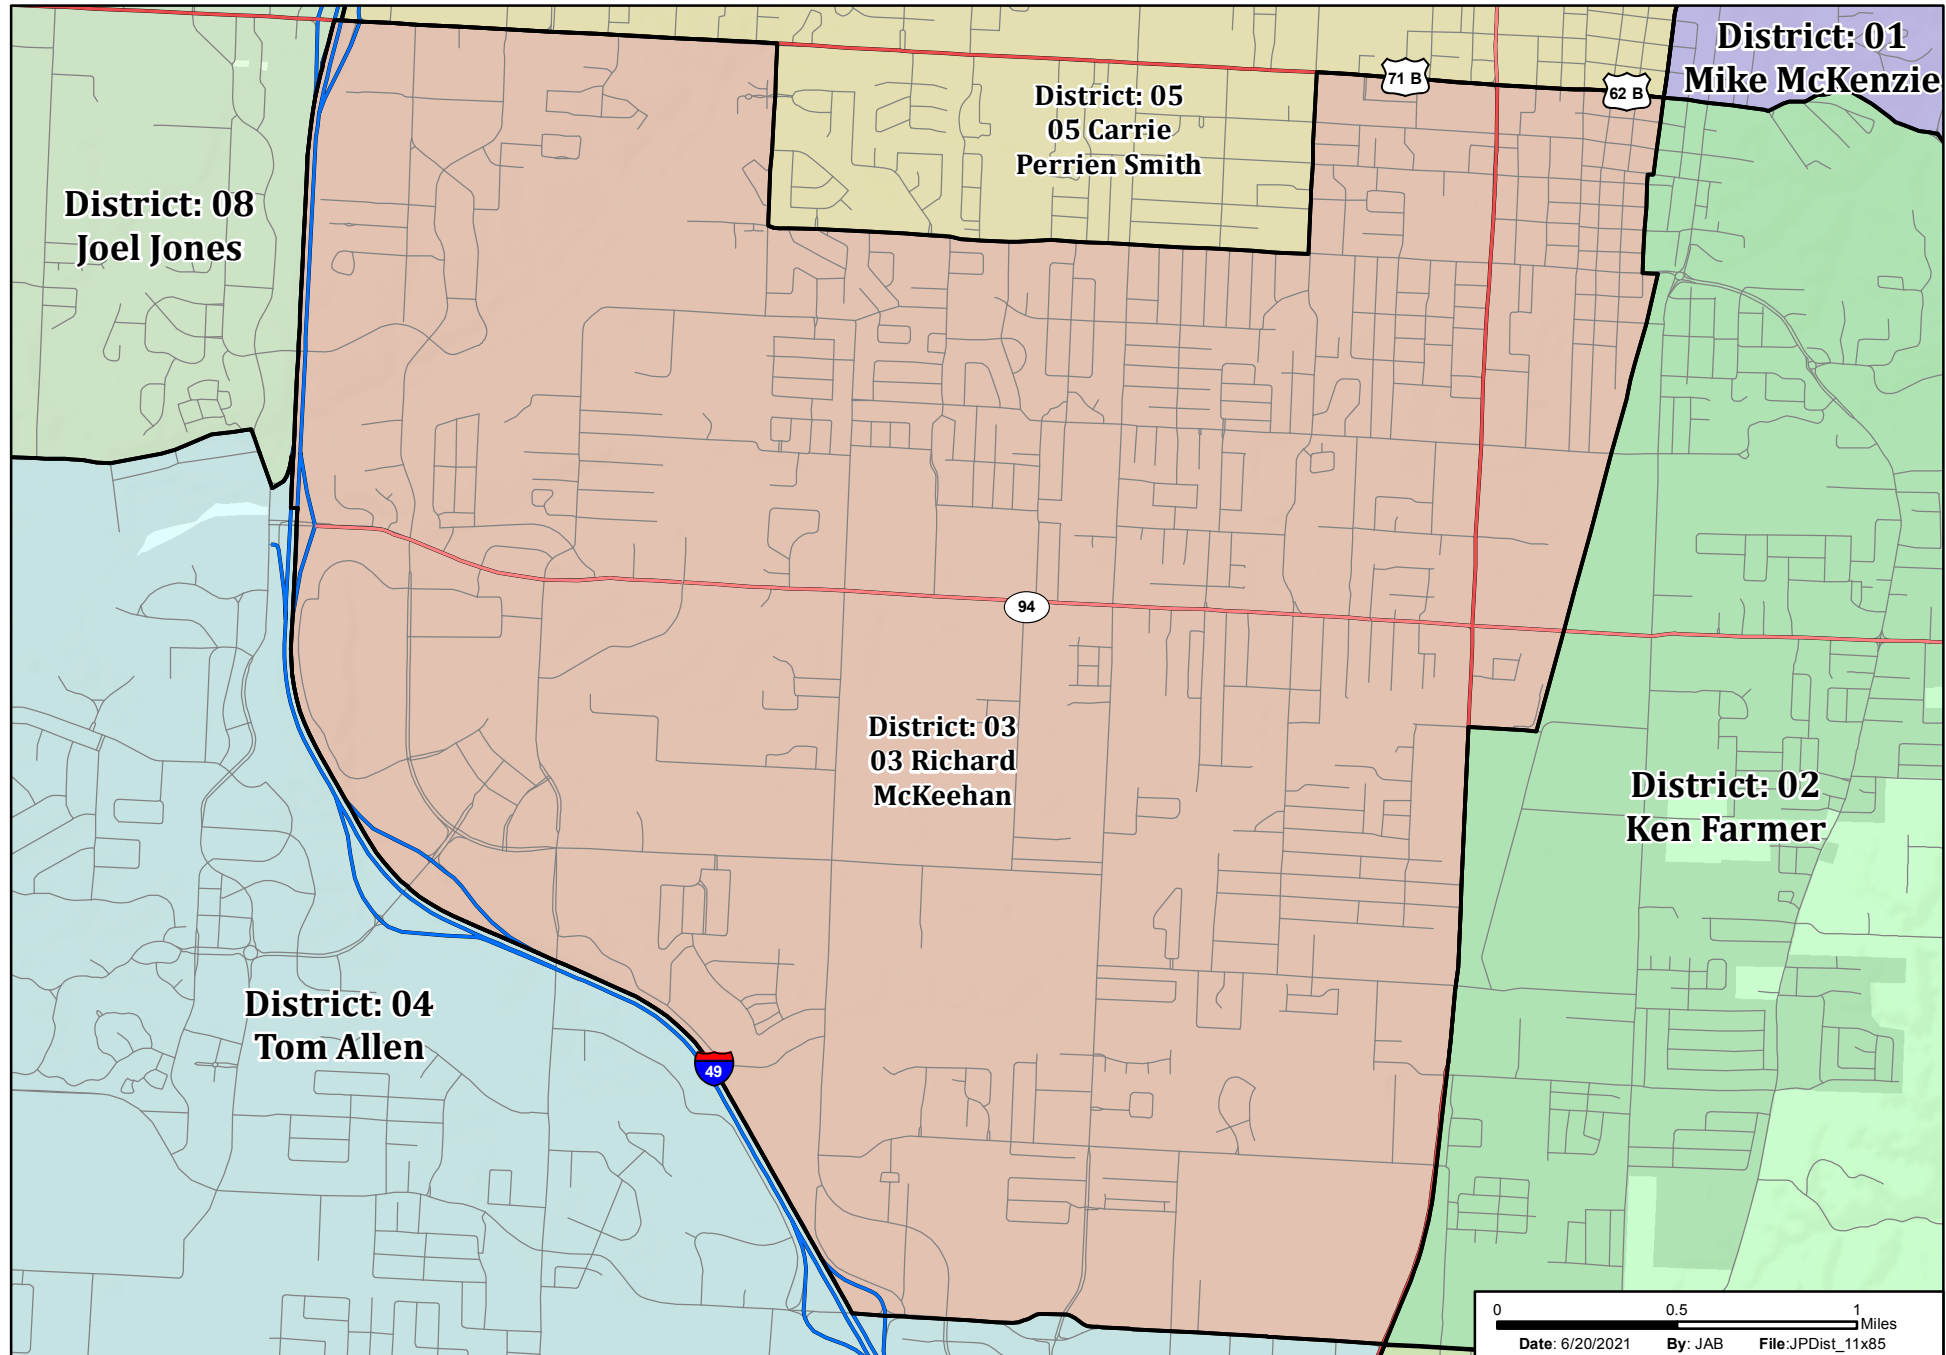 District: 01
Mike McKenzie
71 B
62 B
District: 05
05 Carrie
Perrien Smith
District: 08
Joel Jones
94
District: 03
03 Richard
McKeehan
District: 02
Ken Farmer
District: 04
Tom Allen
49
0 0.5 1
Miles
Date: 6/20/2021 By: JAB File:JPDist_11x85